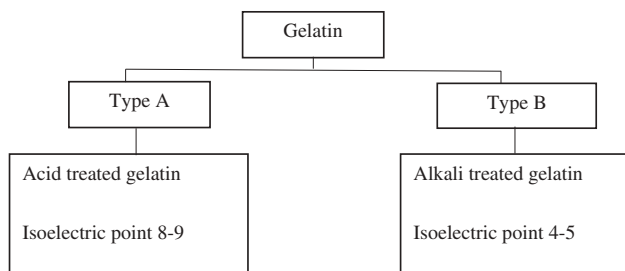 Gelatin
Type A
Type B
Acid treated gelatin
Isoelectric point 8-9
Alkali treated gelatin
Isoelectric point 4-5